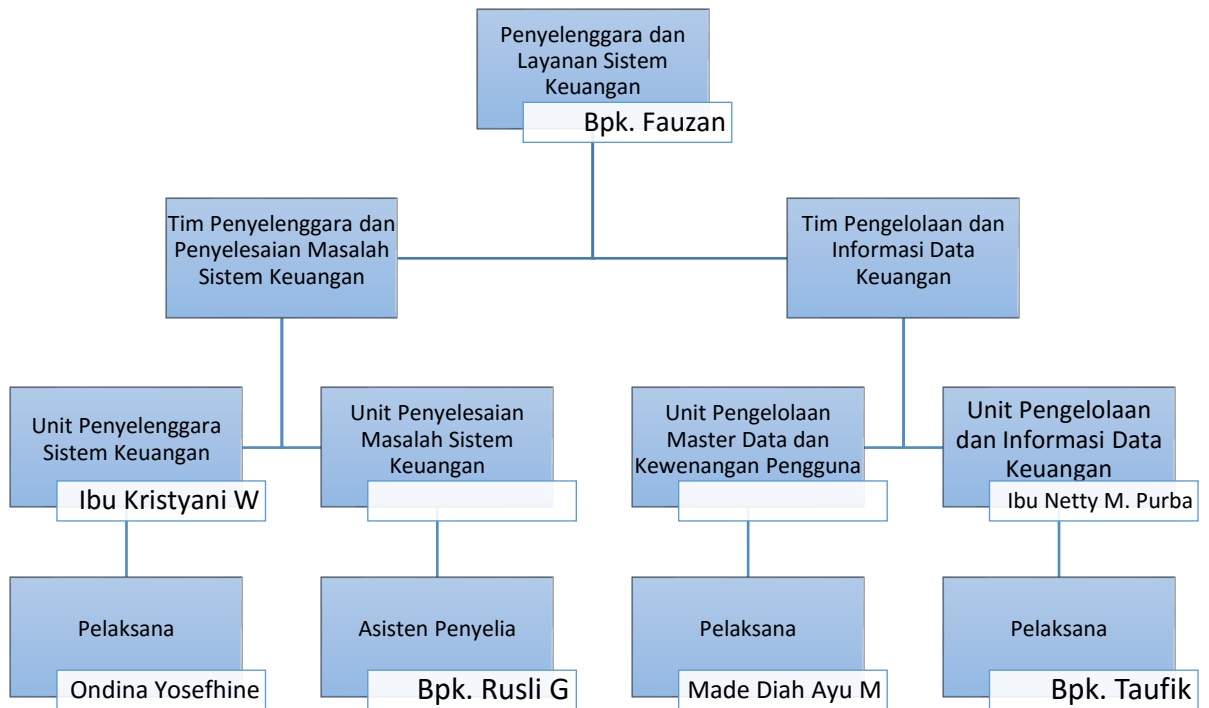 Penyelenggara dan
Layanan Sistem
Keuangan
Bpk. Fauzan
Tim Penyelenggara dan
Penyelesaian Masalah
Sistem Keuangan
Tim Pengelolaan dan
Informasi Data
Keuangan
Unit Penyelenggara
Sistem Keuangan
Ibu Kristyani W
Unit Penyelesaian
Masalah Sistem
Keuangan
Unit Pengelolaan
Master Data dan
Kewenangan Pengguna
Unit Pengelolaan
dan Informasi Data
Keuangan
Ibu Netty M. Purba
Pelaksana
Ondina Yosefhine
Asisten Penyelia
Bpk. Rusli G
Pelaksana
Made Diah Ayu M
Pelaksana
Bpk. Taufik